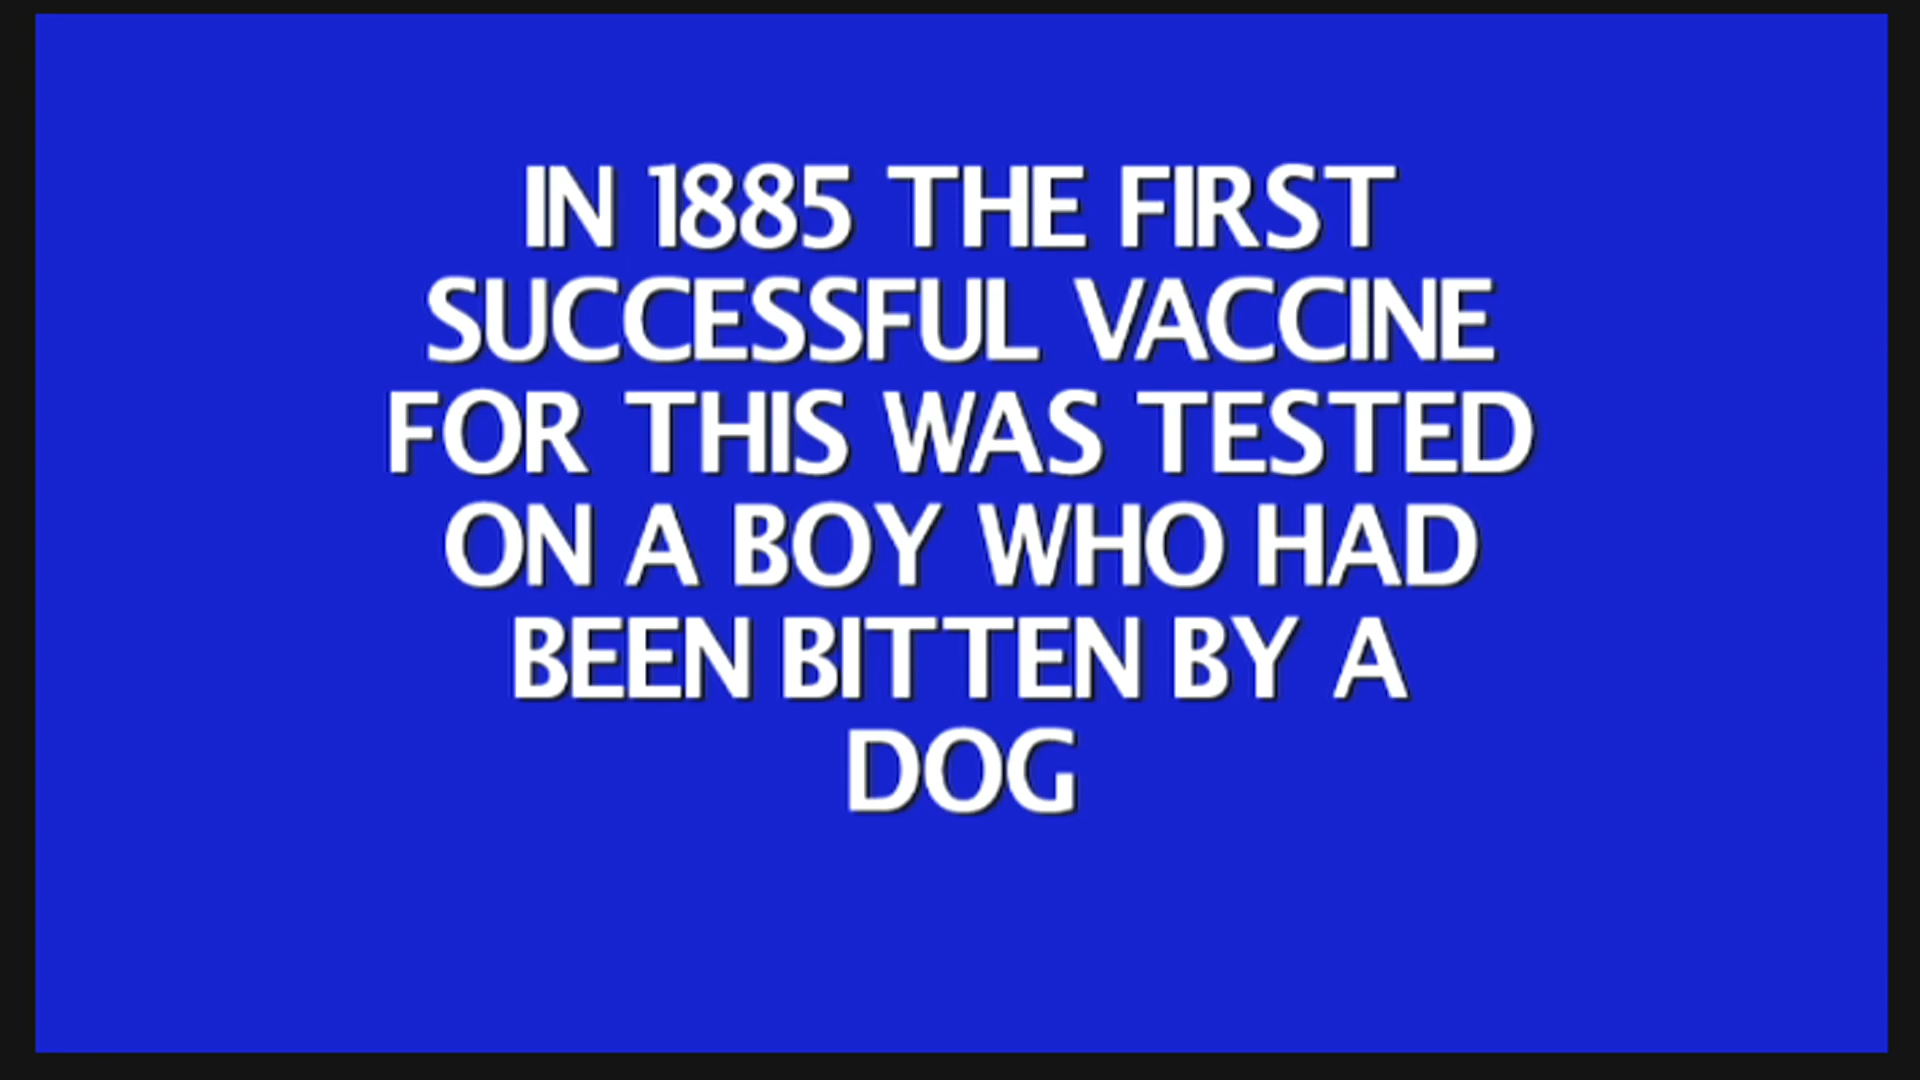 IN 1885 THE FIRST
SUCCESSFUL VACCINE
FOR THIS WAS TESTED
ON A BOY WHO HAD
BEEN BITTEN BY A
DOG